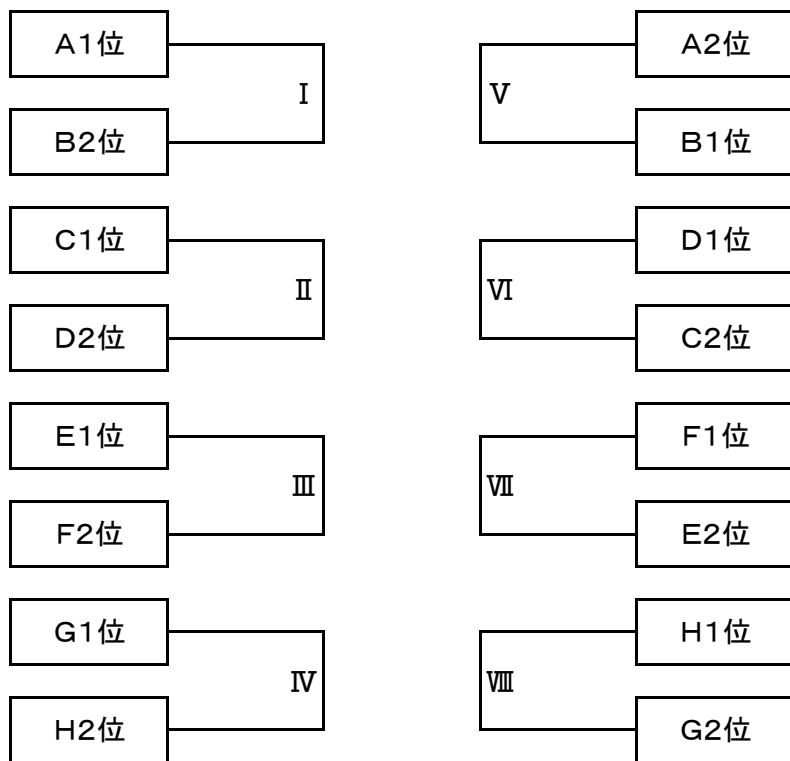 A1位
Ⅰ
B2位
C1位
Ⅱ
D2位
E1位
Ⅲ
F2位
G1位
Ⅳ
H2位
A2位
Ⅴ
B1位
D1位
Ⅵ
C2位
F1位
Ⅶ
E2位
H1位
Ⅷ
G2位